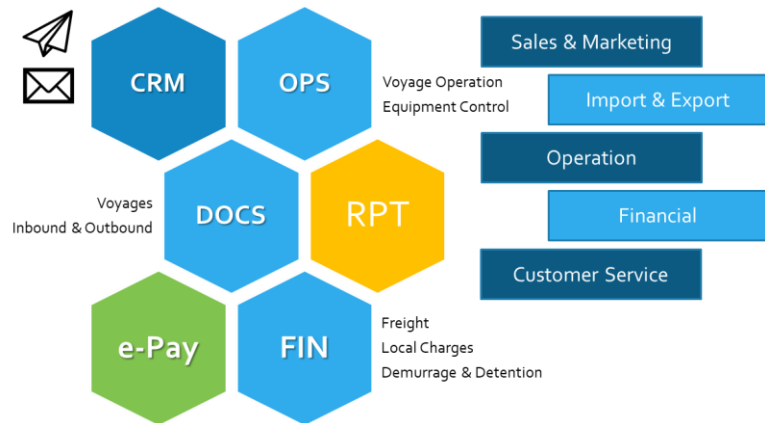 CRM
OPS
Voyage Operation
Equipment Control
Voyages
Inbound & Outbound
DOCS
RPT
e-Pay
FIN
Freight
Local Charges
Demurrage & Detention
Sales & Marketing
Import & Export
Operation
Financial
Customer Service